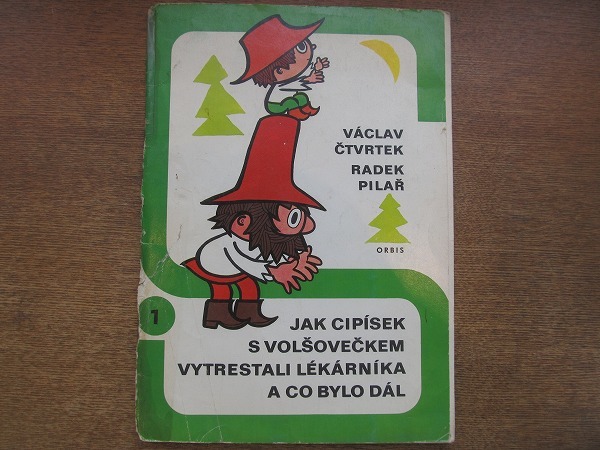 VÁCLAV
ČTVRTEK
RADEK
PILAŘ
ORBIS
1
JAK CIPÍSEK
S VOLŠOVEČKEM
VYTRESTALI LÉKÁRNÍKA
A CO BYLO DÁL